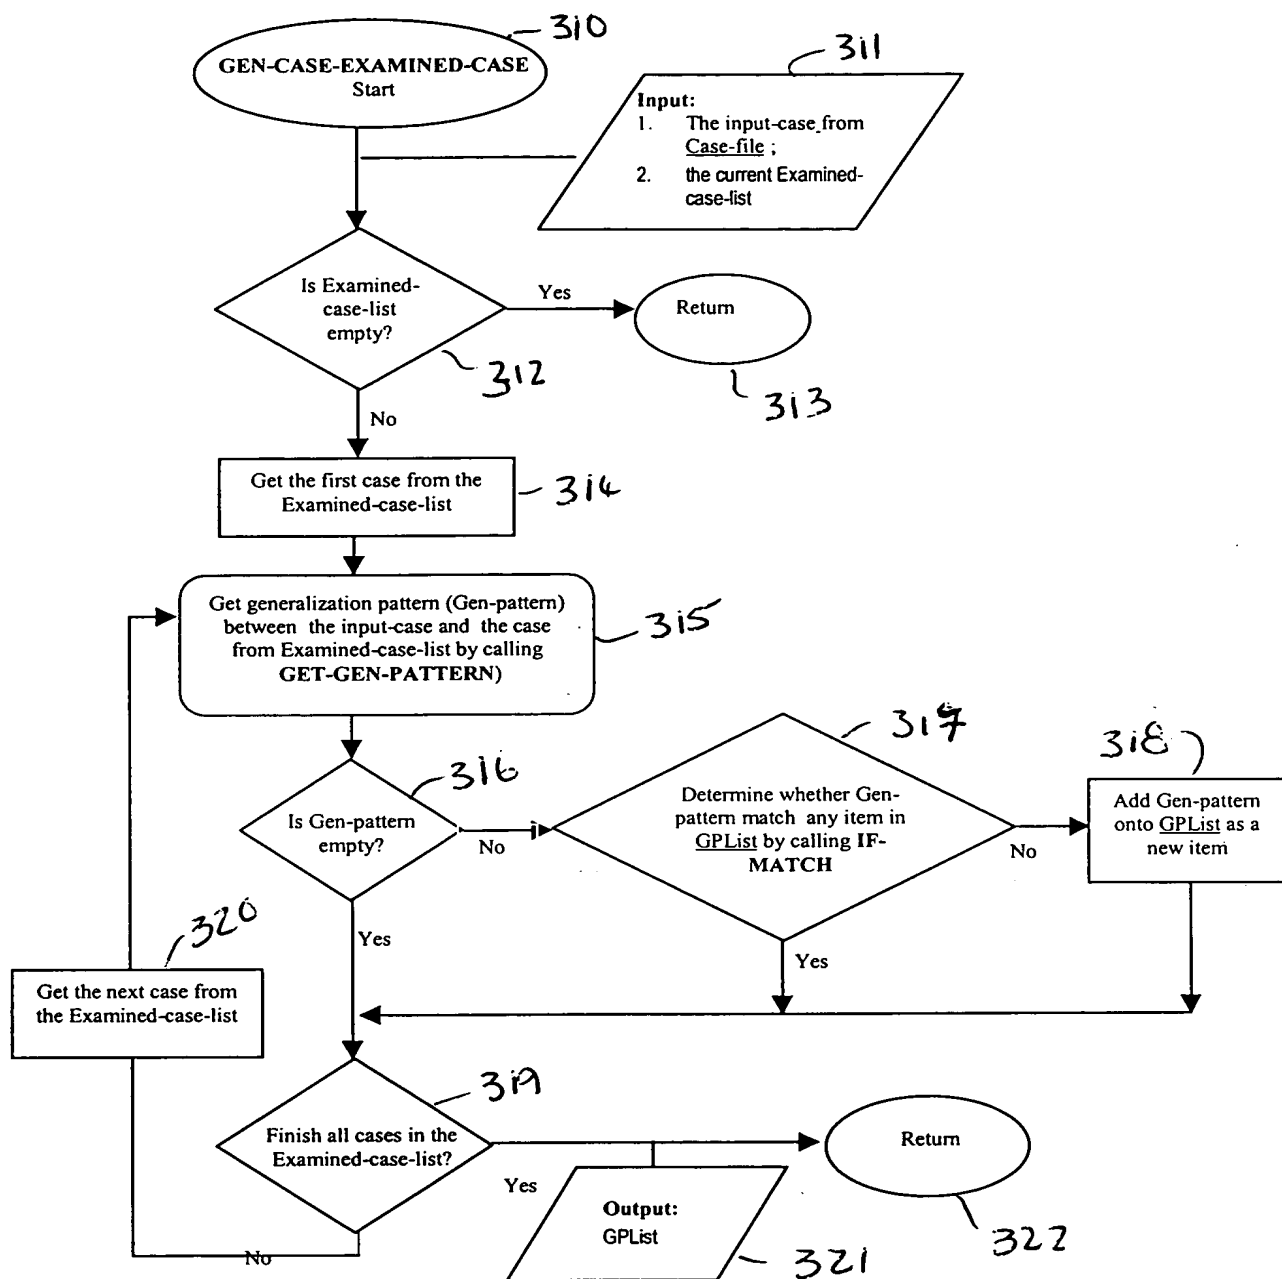 310
GEN-CASE-EXAMINED-CASE
Start
311
Input:
1. The input-case from
Case-file ;
2. the current Examined-
case-list
Is Examined-
case-list
empty?
Yes
Return
312
313
No
Get the first case from the
Examined-case-list
314
Get generalization pattern (Gen-pattern)
between the input-case and the case
from Examined-case-list by calling
GET-GEN-PATTERN)
315
316
Is Gen-pattern
empty?
No
317
Determine whether Gen-
pattern match any item in
GPList by calling IF-
MATCH
No
318
Add Gen-pattern
onto GPList as a
new item
Yes
Yes
320
Get the next case from
the Examined-case-list
319
Finish all cases in the
Examined-case-list?
Yes
No
Output:
GPList
321
Return
322